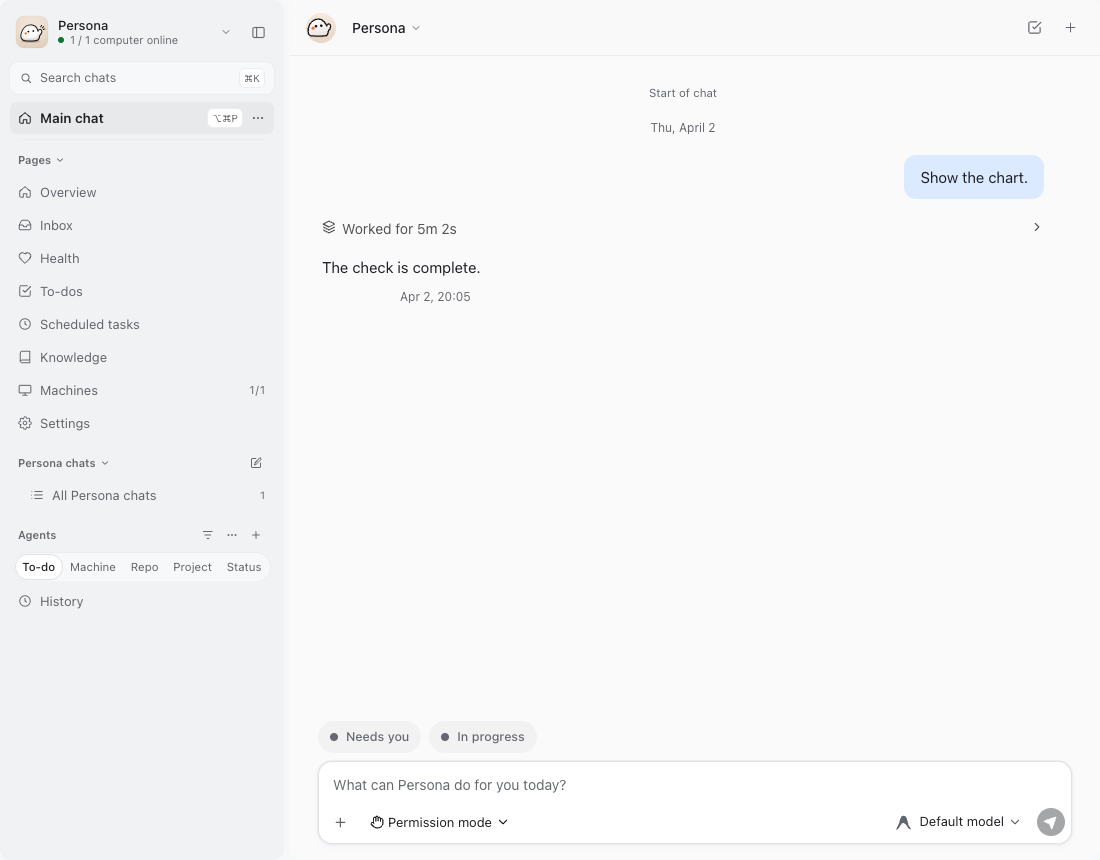 Persona
1 / 1 computer online
Search chats
⌘K
Main chat
⌥⌘P
Pages
Overview
Inbox
Health
To-dos
Scheduled tasks
Knowledge
Machines
1/1
Settings
Persona chats
All Persona chats
1
Agents
To-do Machine Repo Project Status
History
Persona
Start of chat
Thu, April 2
Show the chart.
Worked for 5m 2s
The check is complete.
Apr 2, 20:05
Needs you
In progress
What can Persona do for you today?
Permission mode
Default model